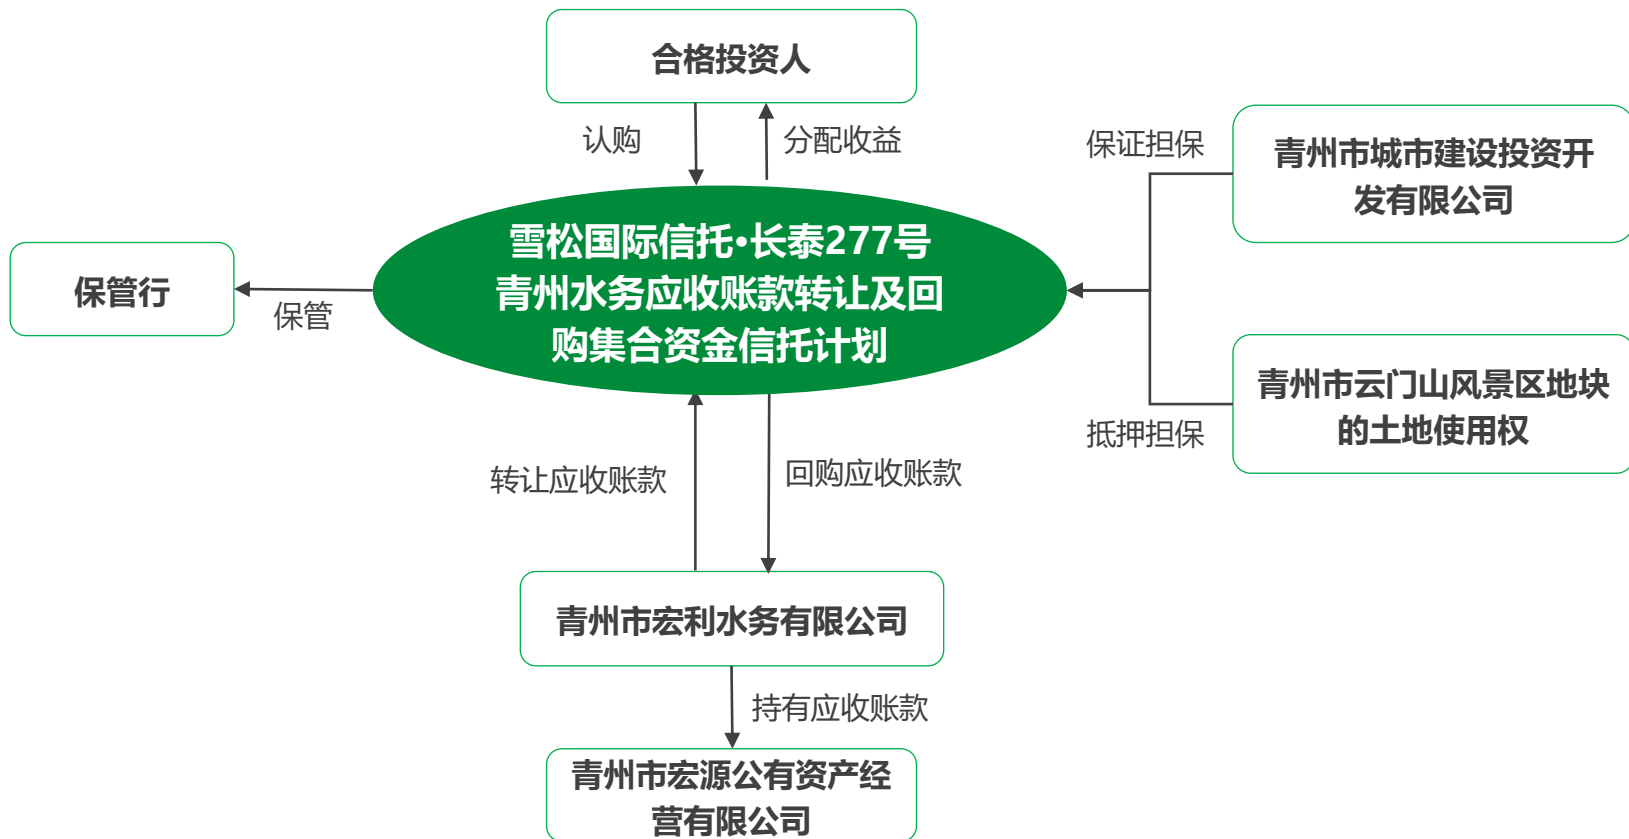 合格投资人
认购
分配收益
保证担保
青州市城市建设投资开
发有限公司
雪松国际信托•长泰277号
青州水务应收账款转让及回
购集合资金信托计划
保管行
保管
青州市云门山风景区地块
的土地使用权
抵押担保
转让应收账款
回购应收账款
青州市宏利水务有限公司
持有应收账款
青州市宏源公有资产经
营有限公司